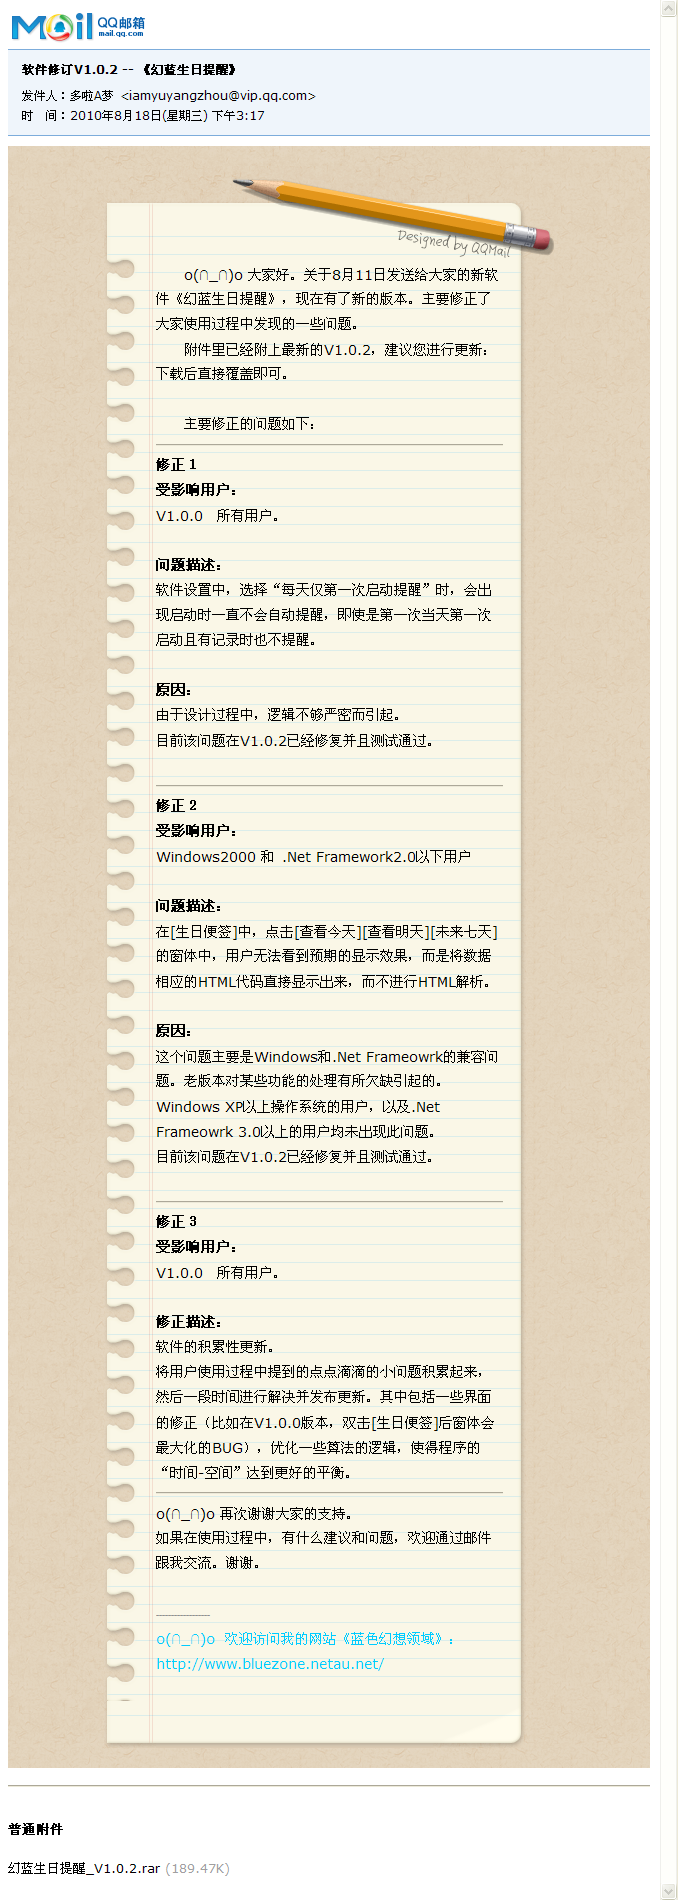 Mail QQ邮箱
mail.qq.com
软件修订V1.0.2 -- 《幻蓝生日提醒》
发件人：多啦A梦 <iamyuyangzhou@vip.qq.com>
时 间：2010年8月18日(星期三) 下午3:17
Designed by QQMail
o(∩_∩)o 大家好。关于8月11日发送给大家的新软
件《幻蓝生日提醒》，现在有了新的版本。主要修正了
大家使用过程中发现的一些问题。
附件里已经附上最新的V1.0.2，建议您进行更新：
下载后直接覆盖即可。
主要修正的问题如下：
修正１
受影响用户：
V1.0.0 所有用户。
问题描述：
软件设置中，选择“每天仅第一次启动提醒”时，会出
现启动时一直不会自动提醒，即使是第一次当天第一次
启动且有记录时也不提醒。
原因：
由于设计过程中，逻辑不够严密而引起。
目前该问题在V1.0.2已经修复并且测试通过。
修正２
受影响用户：
Windows2000 和 .Net Framework2.0以下用户
问题描述：
在[生日便签]中，点击[查看今天][查看明天][未来七天]
的窗体中，用户无法看到预期的显示效果，而是将数据
相应的HTML代码直接显示出来，而不进行HTML解析。
原因：
这个问题主要是Windows和.Net Frameowrk的兼容问
题。老版本对某些功能的处理有所欠缺引起的。
Windows XP以上操作系统的用户，以及.Net
Frameowrk 3.0以上的用户均未出现此问题。
目前该问题在V1.0.2已经修复并且测试通过。
修正３
受影响用户：
V1.0.0 所有用户。
修正描述：
软件的积累性更新。
将用户使用过程中提到的点点滴滴的小问题积累起来，
然后一段时间进行解决并发布更新。其中包括一些界面
的修正（比如在V1.0.0版本，双击[生日便签]后窗体会
最大化的BUG），优化一些算法的逻辑，使得程序的
“时间-空间”达到更好的平衡。
o(∩_∩)o 再次谢谢大家的支持。
如果在使用过程中，有什么建议和问题，欢迎通过邮件
跟我交流。谢谢。
o(∩_∩)o 欢迎访问我的网站《蓝色幻想领域》：
http://www.bluezone.netau.net/
普通附件
幻蓝生日提醒_V1.0.2.rar (189.47K)